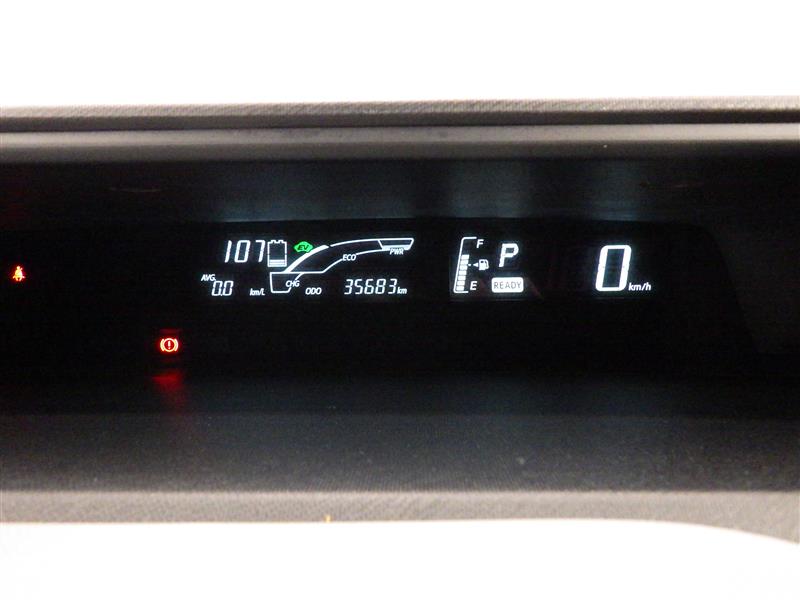 107 EV ECO PWR
AVG. 0.0 km/L CHG ODO 35683 km
F P
E READY
0 km/h